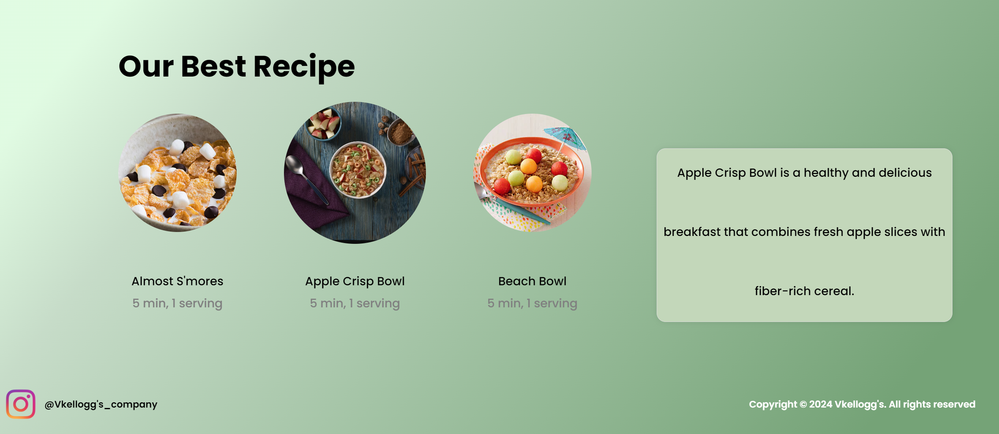 Our Best Recipe
Almost S'mores
5 min, 1 serving
Apple Crisp Bowl
5 min, 1 serving
Beach Bowl
5 min, 1 serving
Apple Crisp Bowl is a healthy and delicious
breakfast that combines fresh apple slices with
fiber-rich cereal.
@Vkellogg's_company
Copyright © 2024 Vkellogg's. All rights reserved